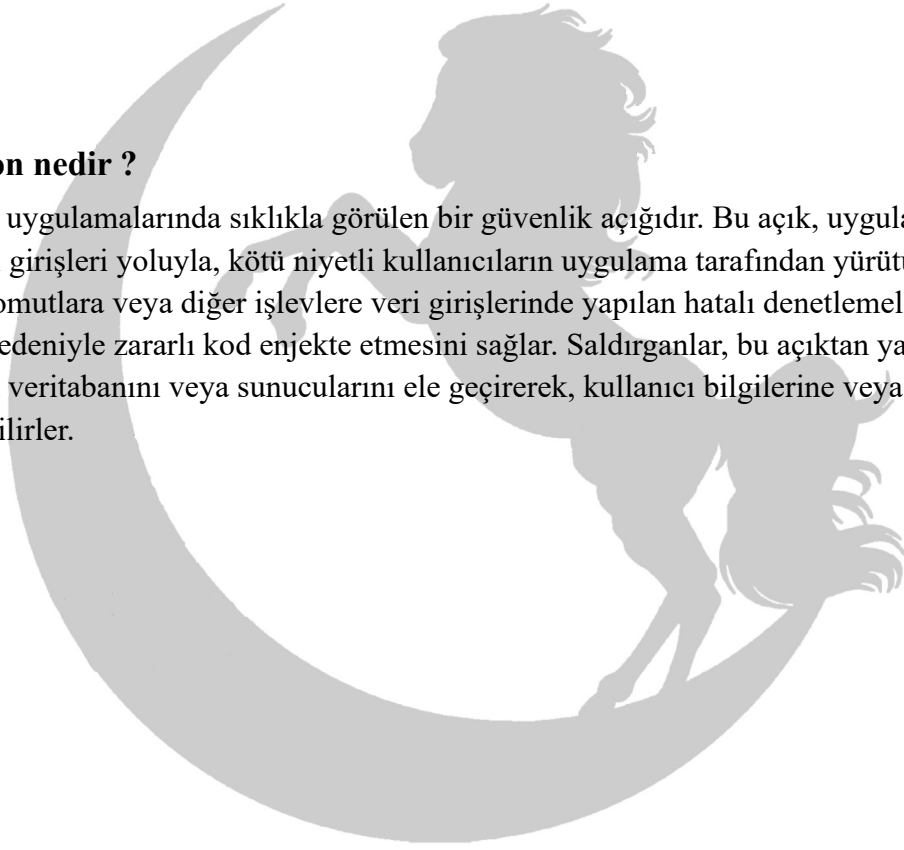 on nedir ?
uygulamalarında sıklıkla görülen bir güvenlik açığıdır. Bu açık, uygula
girişleri yoluyla, kötü niyetli kullanıcıların uygulama tarafından yürütü
omutlara veya diğer işlevlere veri girişlerinde yapılan hatalı denetlemel
edeniyle zararlı kod enjekte etmesini sağlar. Saldırganlar, bu açıktan ya
veritabanını veya sunucularını ele geçirerek, kullanıcı bilgilerine veya
ilirler.